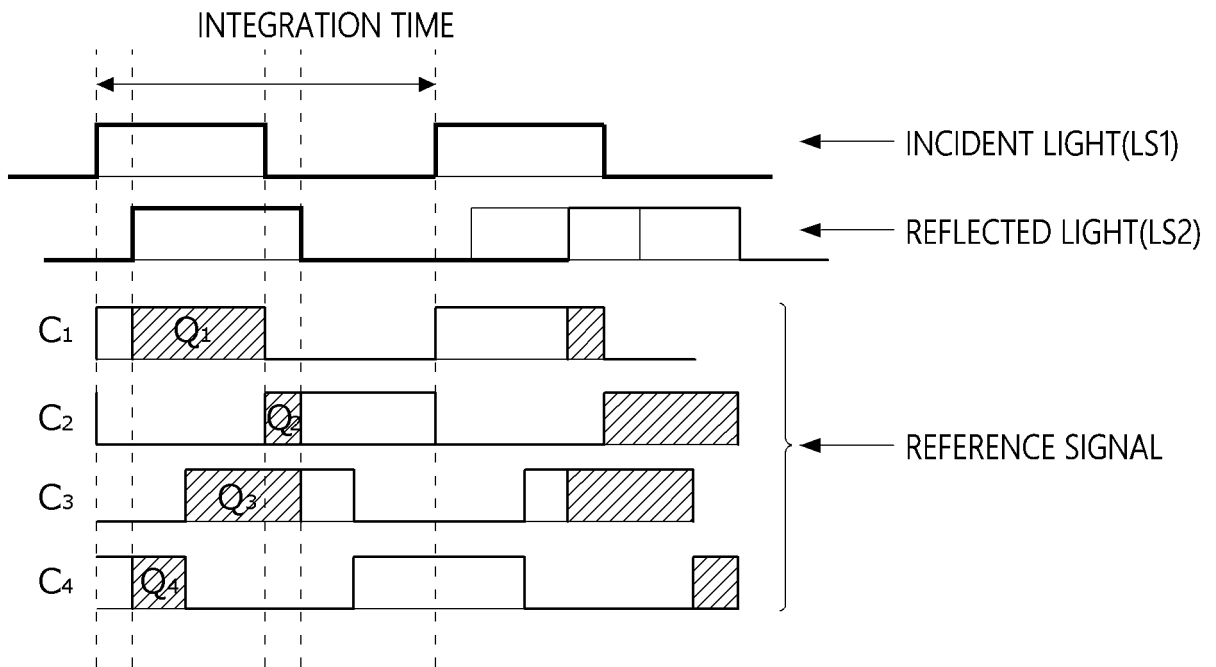 INTEGRATION TIME
INCIDENT LIGHT(LS1)
REFLECTED LIGHT(LS2)
C₁ Q₁
C₂ Q₂
REFERENCE SIGNAL
C₃ Q₃
C₄ Q₄